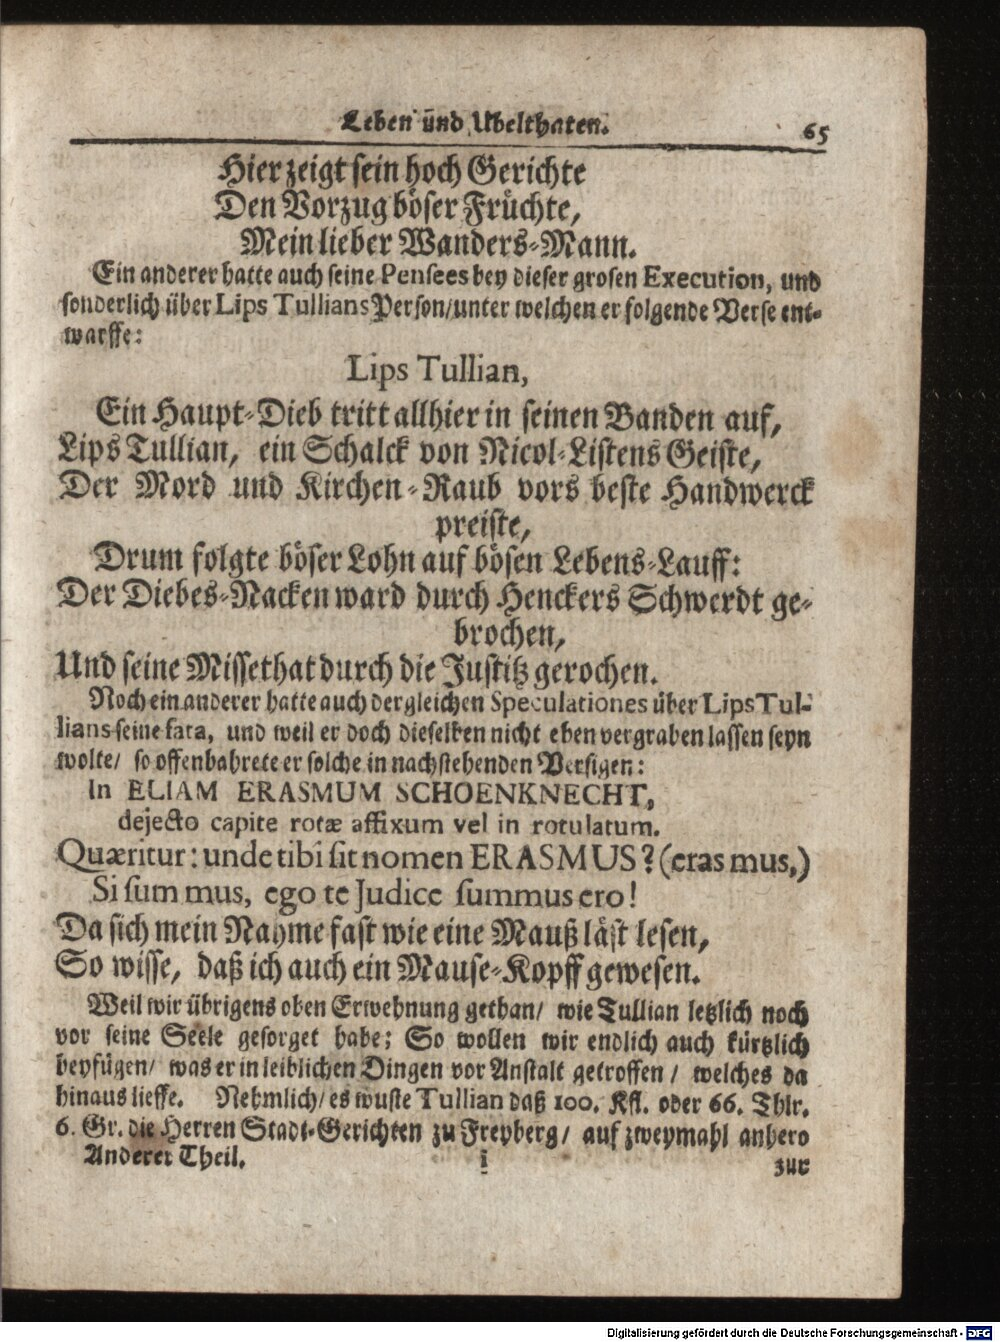 Leben und Ubelthaten. 65
Hier zeigt sein hoch Gerichte
Den Vorzug böser Früchte,
Mein lieber Wanders-Mann.
Ein anderer hatte auch seine Pensees bey dieser grosen Execution, und
sonderlich über Lips Tullians Person/unter welchen er folgende Verse ent-
warffe:
Lips Tullian,
Ein Haupt-Dieb tritt allhier in seinen Banden auf,
Lips Tullian, ein Schalck von Nicol-Listens Geiste,
Der Mord und Kirchen-Raub vors beste Handwerck
preiste,
Drum folgte böser Lohn auf bösen Lebens-Lauff:
Der Diebes-Nacken ward durch Henckers Schwerdt ge-
brochen,
Und seine Missethat durch die Justitz gerochen.
Noch ein anderer hatte auch dergleichen Speculationes über Lips Tul-
lians seine fata, und weil er doch dieselben nicht eben vergraben lassen seyn
wolte/ so offenbahrete er solche in nachstehenden Versigen:
In ELIAM ERASMUM SCHOENKNECHT,
dejecto capite rotæ affixum vel in rotulatum.
Quæritur: unde tibi sit nomen ERASMUS? (eras mus,)
Si sum mus, ego te Judice summus ero!
Da sich mein Nahme fast wie eine Mauß läst lesen,
So wisse, daß ich auch ein Mause-Kopff gewesen.
Weil wir übrigens oben Erwehnung gethan/ wie Tullian letzlich noch
vor seine Seele gesorget habe; So wollen wir endlich auch kürtzlich
beyfügen/ was er in leiblichen Dingen vor Anstalt getroffen / welches da
hinaus lieffe. Nehmlich/ es wuste Tullian daß 100. Kfl. oder 66. Thlr.
6. Gr. die Herren Stadt-Gerichten zu Freyberg/ auf zweymahl anhero
Anderer Theil. i zur
Digitalisierung gefördert durch die Deutsche Forschungsgemeinschaft - DFG